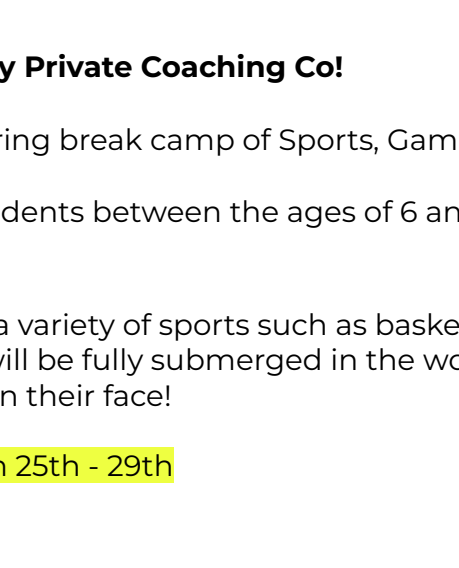 y Private Coaching Co!
ring break camp of Sports, Gam
dents between the ages of 6 an
a variety of sports such as baske
will be fully submerged in the wo
n their face!
25th - 29th